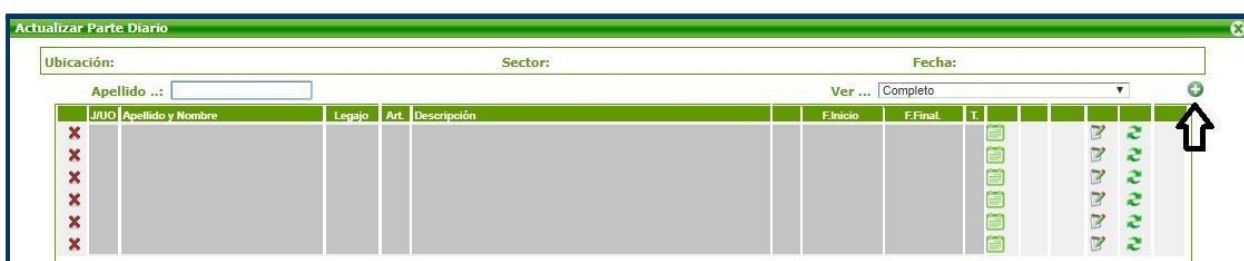 Actualizar Parte Diario
Ubicación: Sector: Fecha:
Apellido ..: Ver ... Completo
J/UO Apellido y Nombre Legajo Art. Descripción F.Inicio F.Final. T.